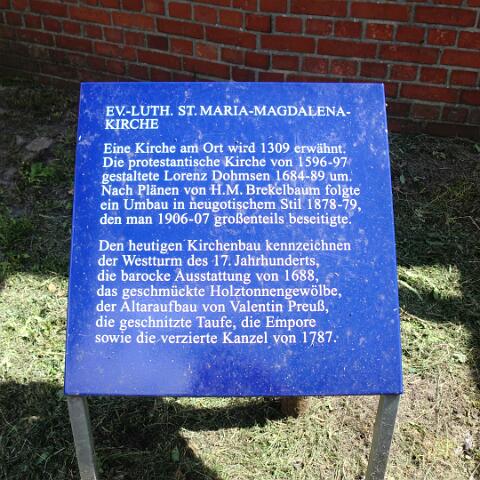 EV.-LUTH. ST. MARIA-MAGDALENA-
KIRCHE
Eine Kirche am Ort wird 1309 erwähnt.
Die protestantische Kirche von 1596-97
gestaltete Lorenz Dohmsen 1684-89 um.
Nach Plänen von H.M. Brekelbaum folgte
ein Umbau in neugotischem Stil 1878-79,
den man 1906-07 großenteils beseitigte.
Den heutigen Kirchenbau kennzeichnen
der Westturm des 17. Jahrhunderts,
die barocke Ausstattung von 1688,
das geschmückte Holztonnengewölbe,
der Altaraufbau von Valentin Preuß,
die geschnitzte Taufe, die Empore
sowie die verzierte Kanzel von 1787.